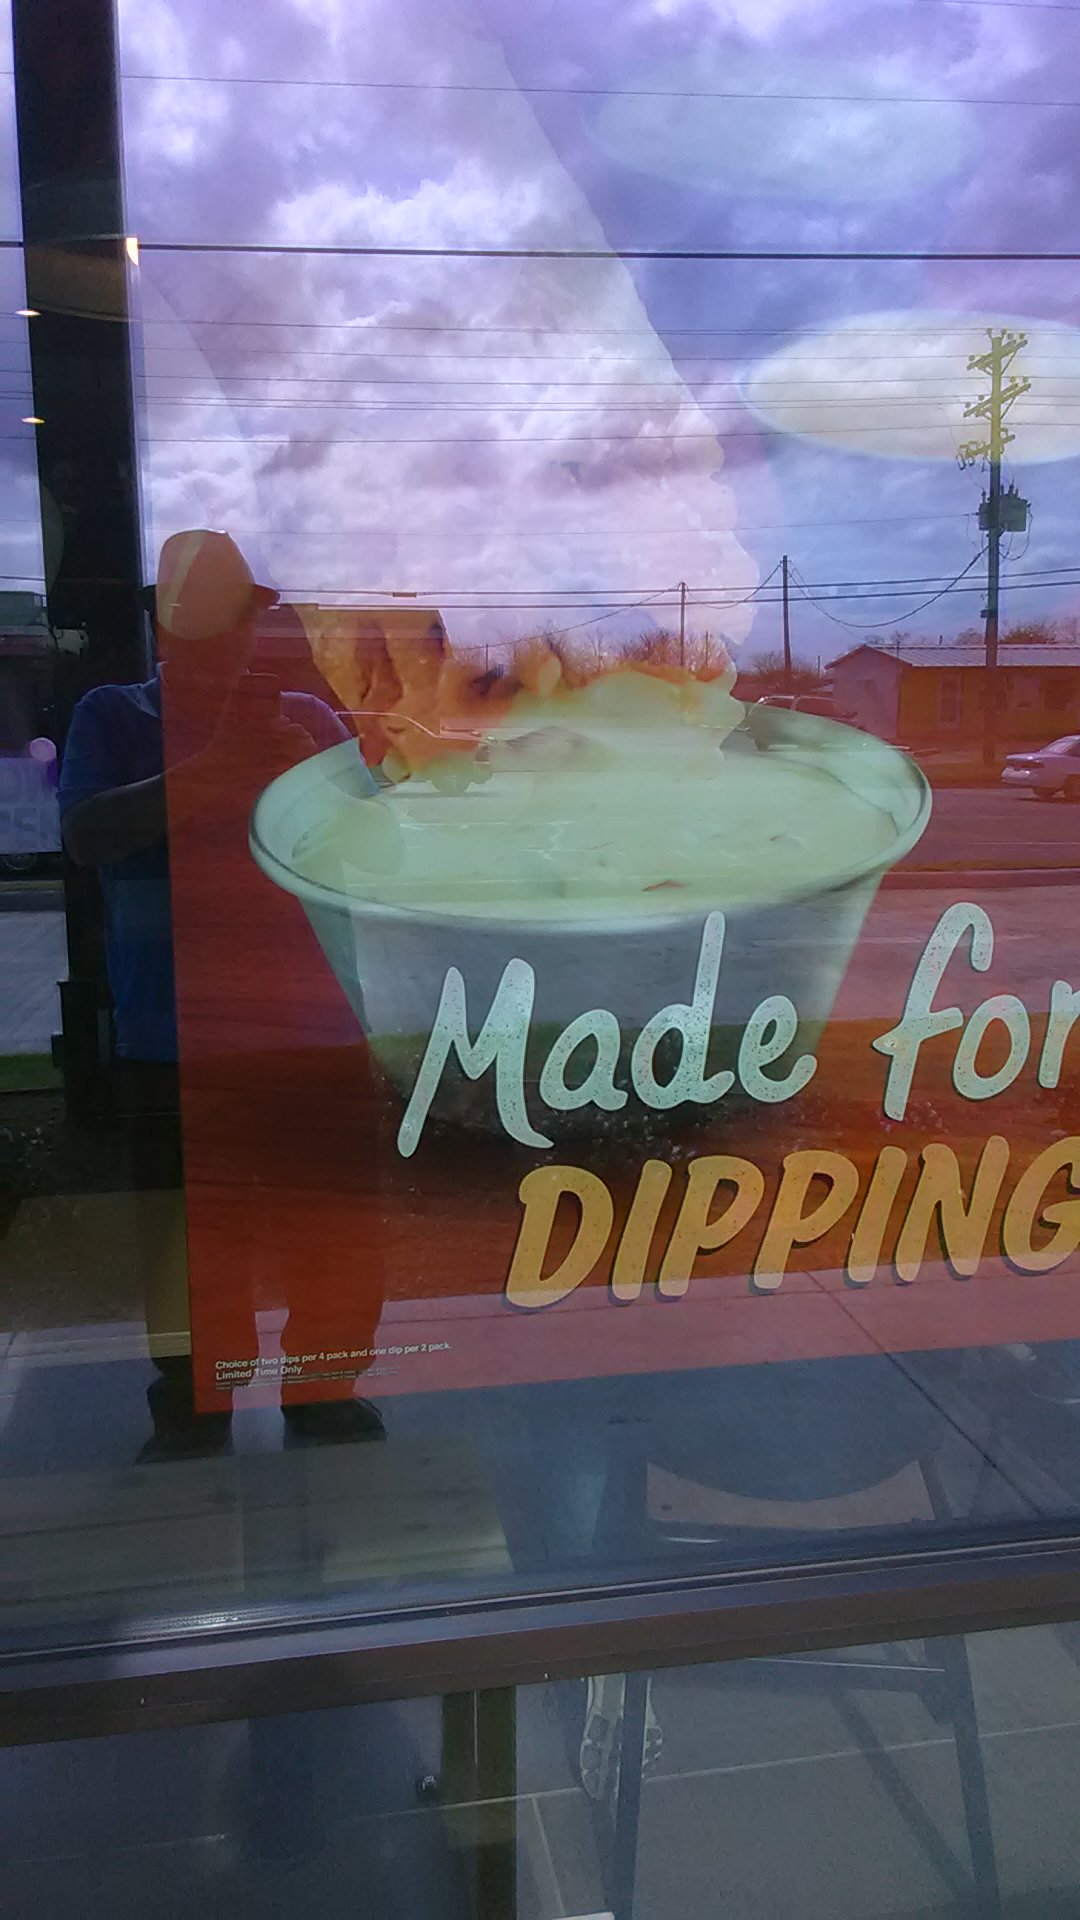 Made for
DIPPING
Choice of two dips per 4 pack and one dip per 2 pack.
Limited Time Only